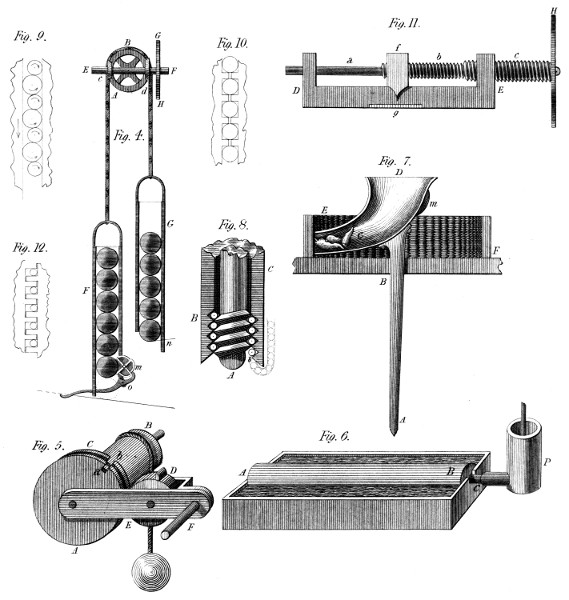 Fig. 9.
B
G
E
c
F
A
d
H
Fig. 10.
Fig. 11.
H
f
a
b
c
D
E
g
Fig. 4.
G
F
n
m
o
Fig. 7.
D
m
E
C
F
B
A
Fig. 12.
Fig. 8.
C
B
A
Fig. 5.
C
b
B
a
D
E
F
A
Fig. 6.
A
B
C
P